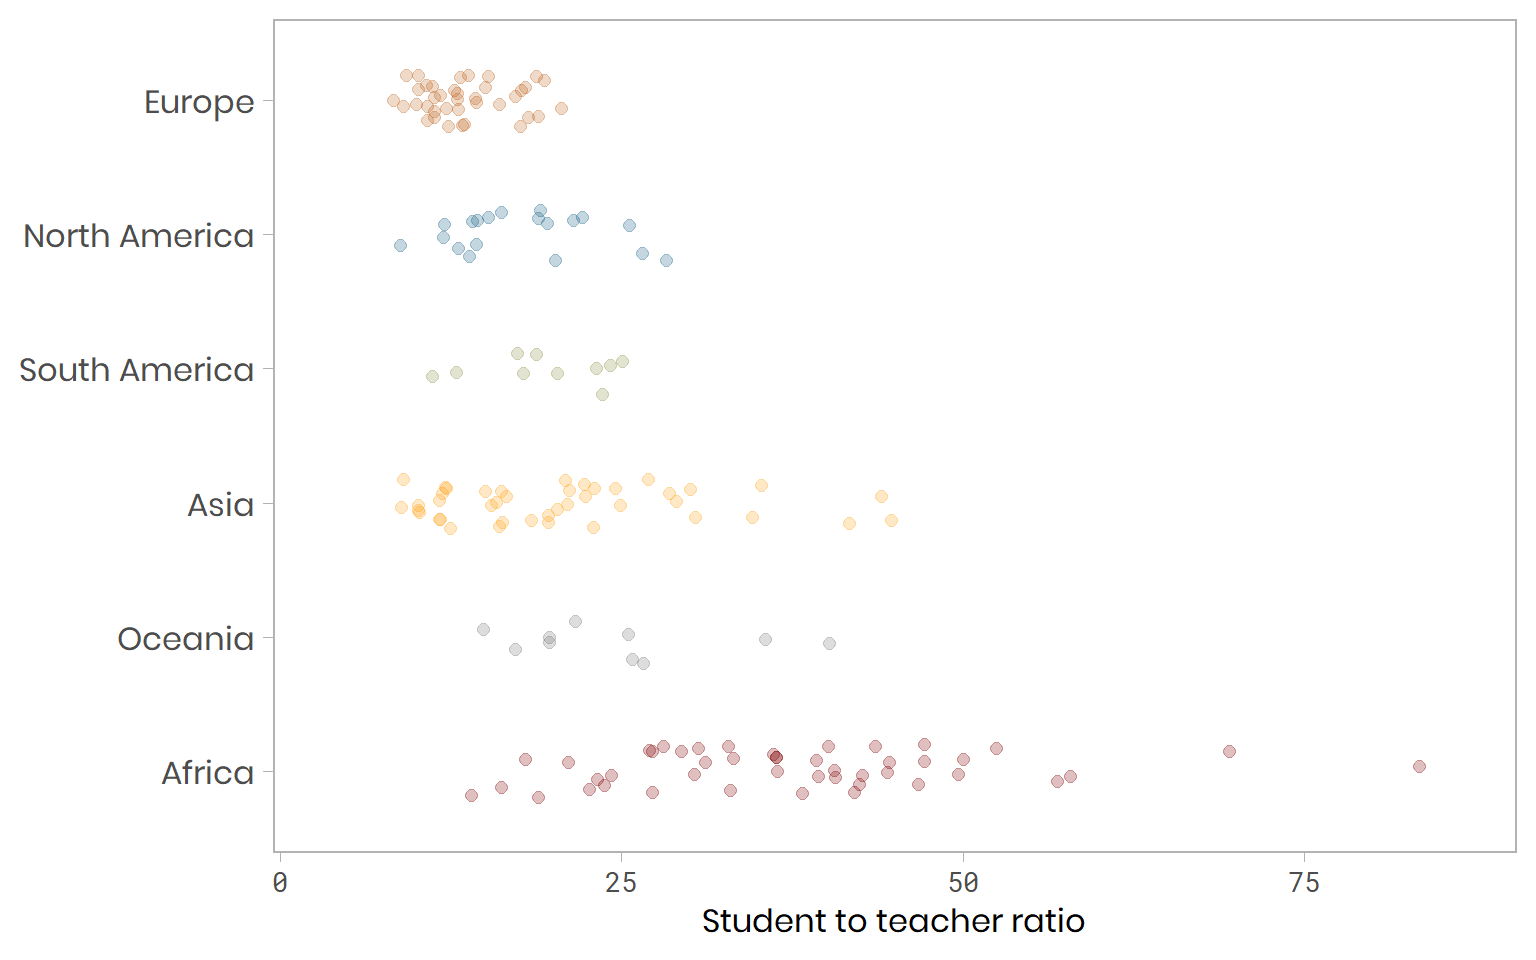 Europe
North America
South America
Asia
Oceania
Africa
0 25 50 75
Student to teacher ratio